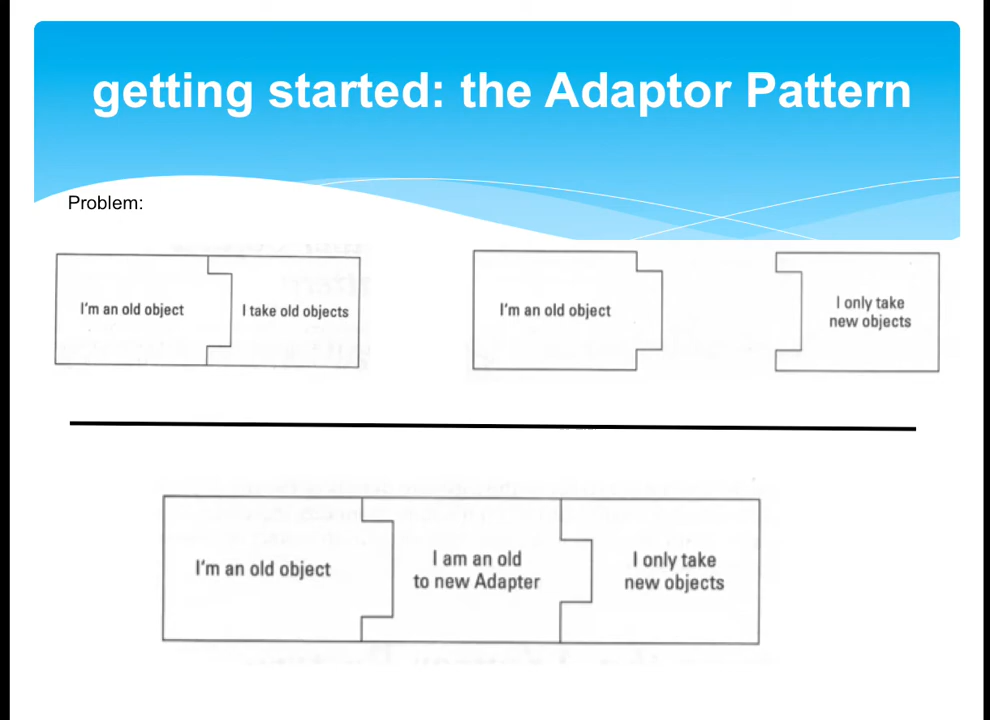 getting started: the Adaptor Pattern
Problem:
I'm an old object
I take old objects
I'm an old object
I only take
new objects
I'm an old object
I am an old
to new Adapter
I only take
new objects